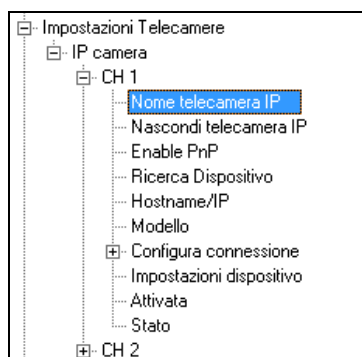 Impostazioni Telecamere
IP camera
CH 1
Nome telecamera IP
Nascondi telecamera IP
Enable PnP
Ricerca Dispositivo
Hostname/IP
Modello
Configura connessione
Impostazioni dispositivo
Attivata
Stato
CH 2